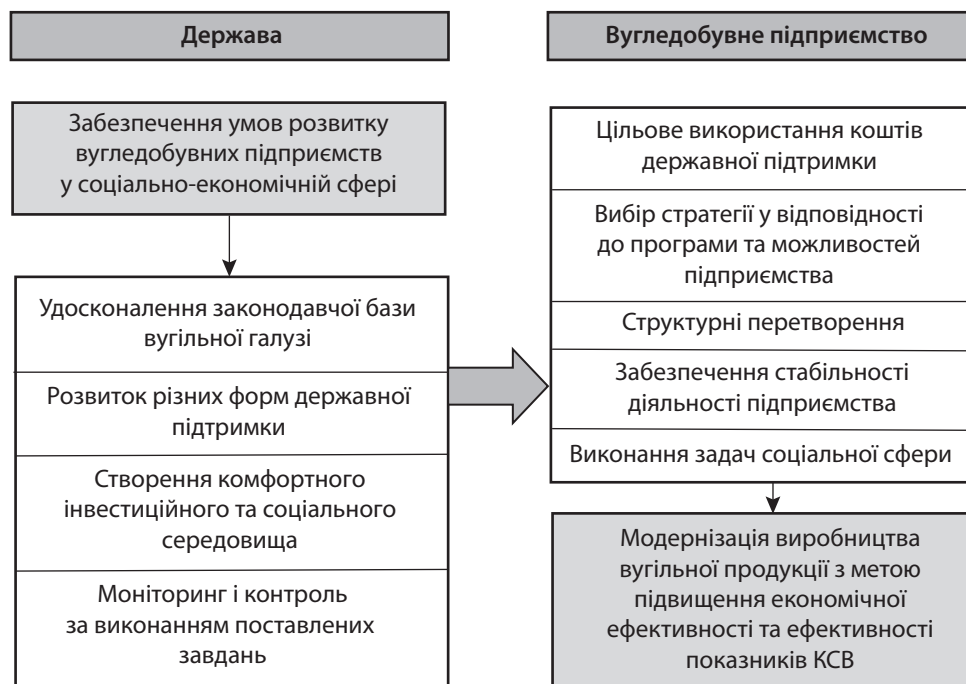 Держава
Забезпечення умов розвитку
вугледобувних підприємств
у соціально-економічній сфері
Удосконалення законодавчої бази
вугільної галузі
Розвиток різних форм державної
підтримки
Створення комфортного
інвестиційного та соціального
середовища
Моніторинг і контроль
за виконанням поставлених
завдань
Вугледобувне підприємство
Цільове використання коштів
державної підтримки
Вибір стратегії у відповідності
до програми та можливостей
підприємства
Структурні перетворення
Забезпечення стабільності
діяльності підприємства
Виконання задач соціальної сфери
Модернізація виробництва
вугільної продукції з метою
підвищення економічної
ефективності та ефективності
показників КСВ